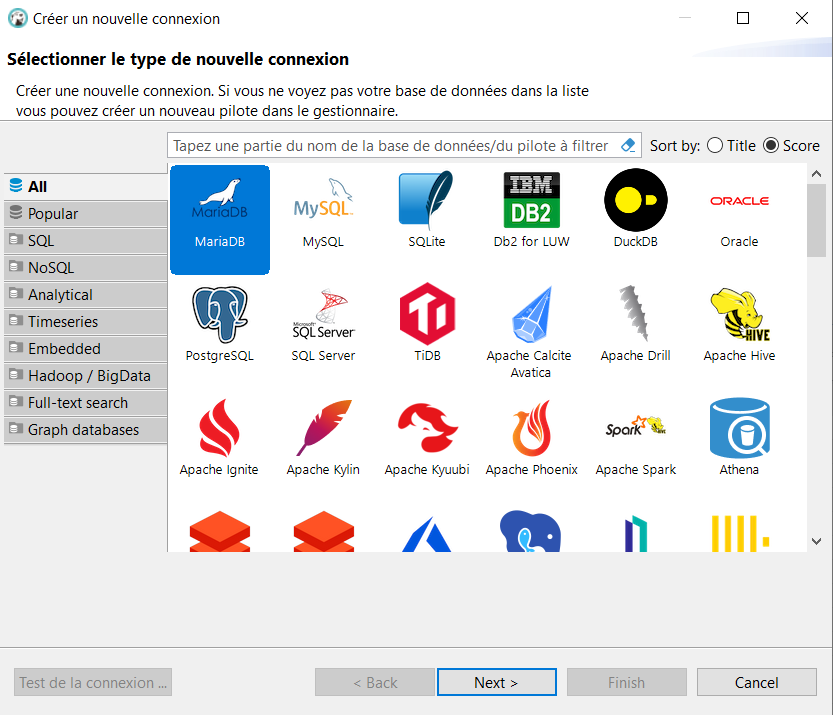 Créer un nouvelle connexion
Sélectionner le type de nouvelle connexion
Créer une nouvelle connexion. Si vous ne voyez pas votre base de données dans la liste
vous pouvez créer un nouveau pilote dans le gestionnaire.
Tapez une partie du nom de la base de données/du pilote à filtrer
Sort by: Title Score
All
Popular
SQL
NoSQL
Analytical
Timeseries
Embedded
Hadoop / BigData
Full-text search
Graph databases
MariaDB MySQL IBM DB2 ORACLE
MariaDB MySQL SQLite Db2 for LUW DuckDB Oracle
Microsoft SQL Server HIVE
PostgreSQL SQL Server TiDB Apache Calcite Avatica Apache Drill Apache Hive
Spark HIVE
Apache Ignite Apache Kylin Apache Kyuubi Apache Phoenix Apache Spark Athena
Test de la connexion ... < Back Next > Finish Cancel